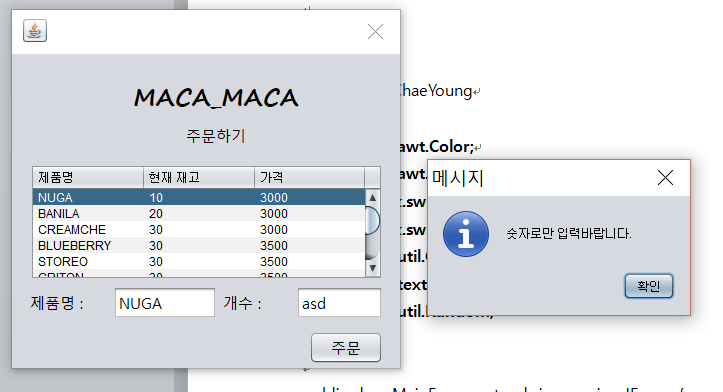 MACA_MACA
주문하기
제품명 현재 재고 가격
NUGA 10 3000
BANILA 20 3000
CREAMCHE 30 3000
BLUEBERRY 30 3500
STOREO 30 3500
30 3500
제품명 : NUGA 개수 : asd
주문
ChaeYoung
awt.Color;
awt.
x.sw
x.sw
util.
text
util.Random;
메시지
숫자로만 입력바랍니다.
확인